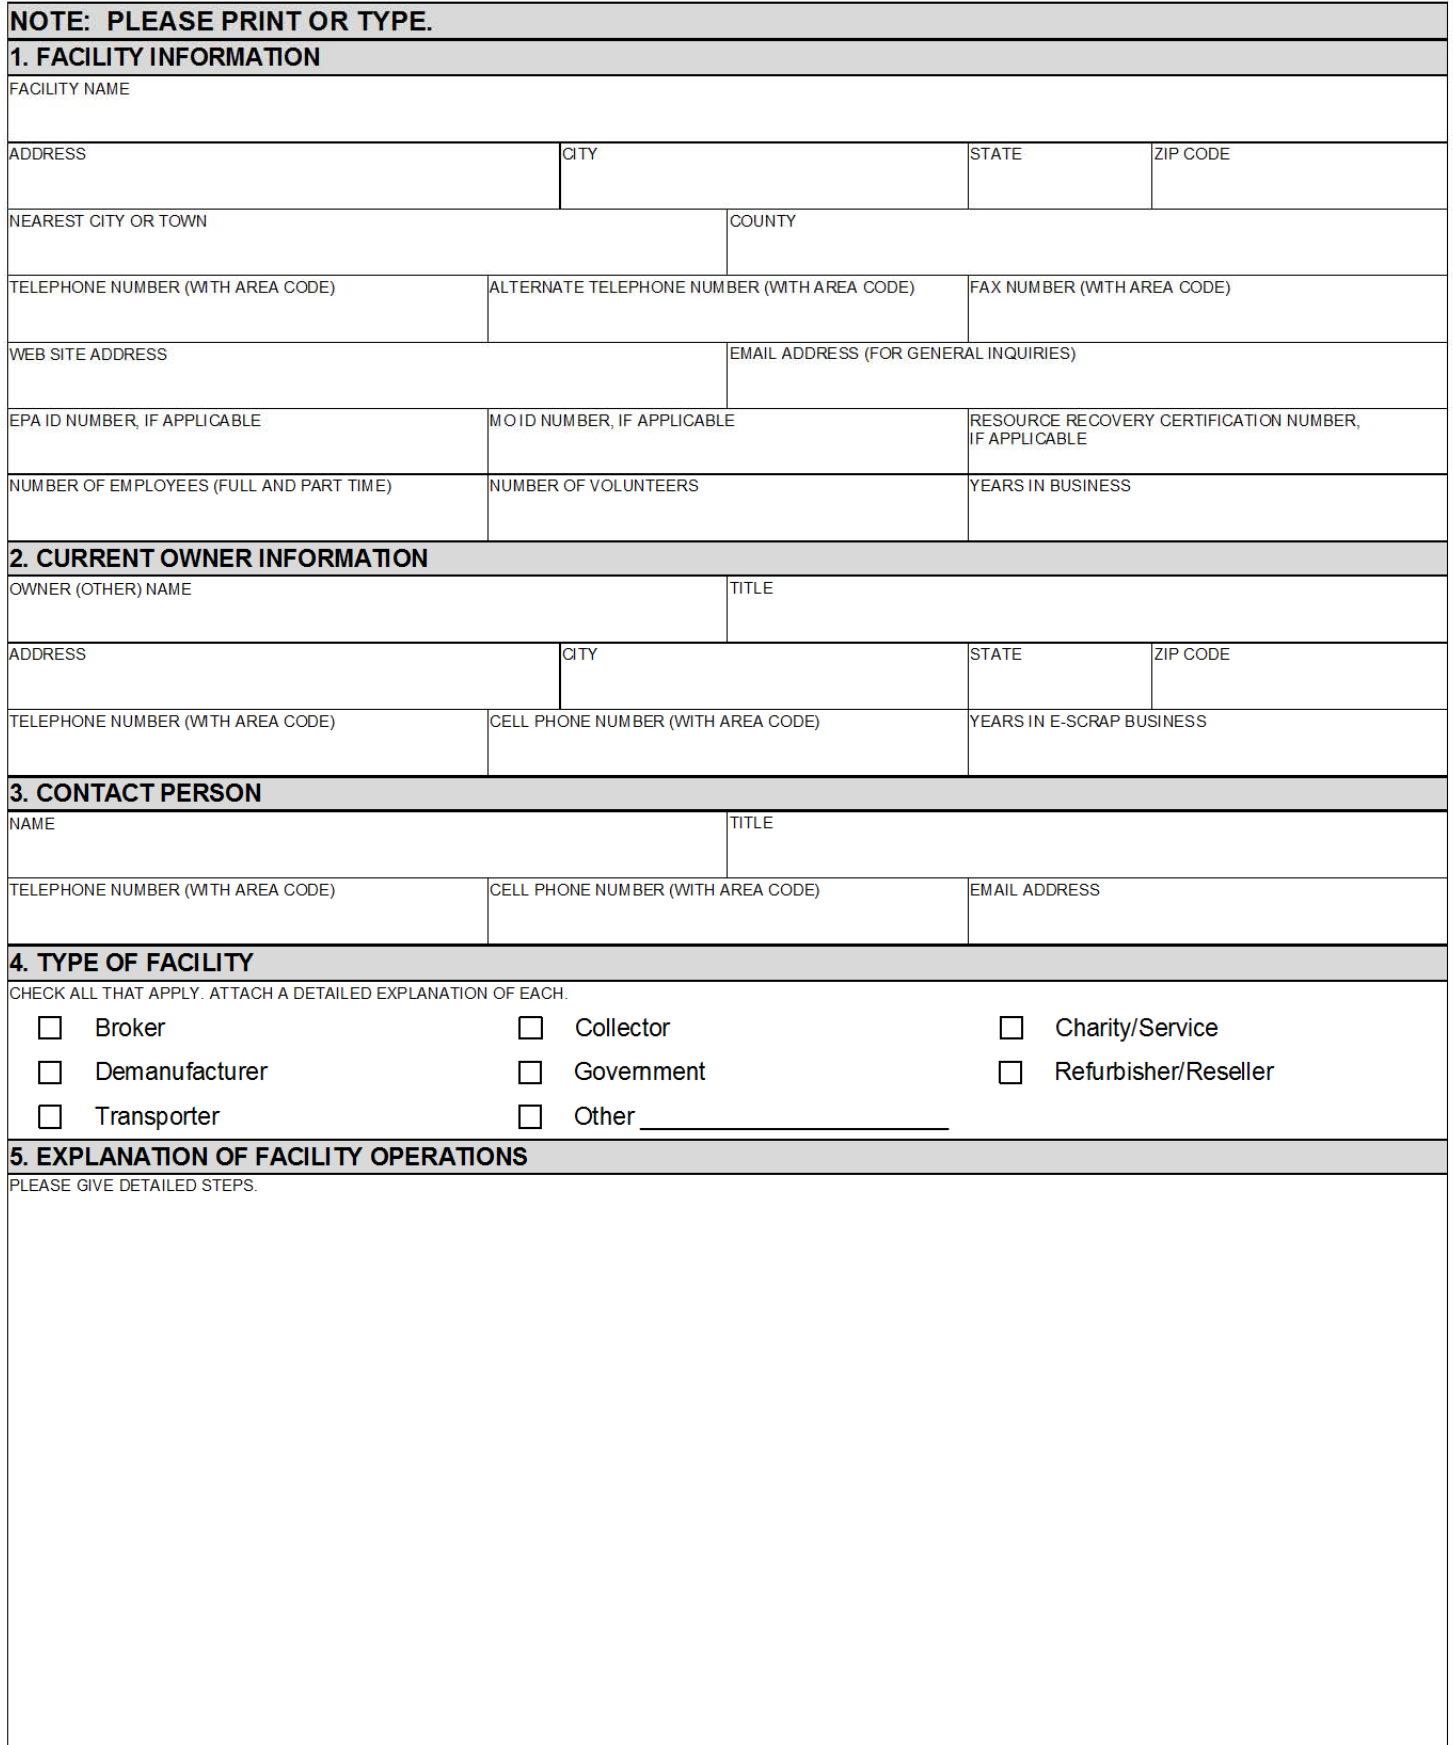 NOTE: PLEASE PRINT OR TYPE.
1. FACILITY INFORMATION
FACILITY NAME
ADDRESS CITY STATE ZIP CODE
NEAREST CITY OR TOWN COUNTY
TELEPHONE NUMBER (WITH AREA CODE) ALTERNATE TELEPHONE NUMBER (WITH AREA CODE) FAX NUMBER (WITH AREA CODE)
WEB SITE ADDRESS EMAIL ADDRESS (FOR GENERAL INQUIRIES)
EPA ID NUMBER, IF APPLICABLE MO ID NUMBER, IF APPLICABLE RESOURCE RECOVERY CERTIFICATION NUMBER,
IF APPLICABLE
NUMBER OF EMPLOYEES (FULL AND PART TIME) NUMBER OF VOLUNTEERS YEARS IN BUSINESS
2. CURRENT OWNER INFORMATION
OWNER (OTHER) NAME TITLE
ADDRESS CITY STATE ZIP CODE
TELEPHONE NUMBER (WITH AREA CODE) CELL PHONE NUMBER (WITH AREA CODE) YEARS IN E-SCRAP BUSINESS
3. CONTACT PERSON
NAME TITLE
TELEPHONE NUMBER (WITH AREA CODE) CELL PHONE NUMBER (WITH AREA CODE) EMAIL ADDRESS
4. TYPE OF FACILITY
CHECK ALL THAT APPLY. ATTACH A DETAILED EXPLANATION OF EACH.
Broker Collector Charity/Service
Demanufacturer Government Refurbisher/Reseller
Transporter Other
5. EXPLANATION OF FACILITY OPERATIONS
PLEASE GIVE DETAILED STEPS.